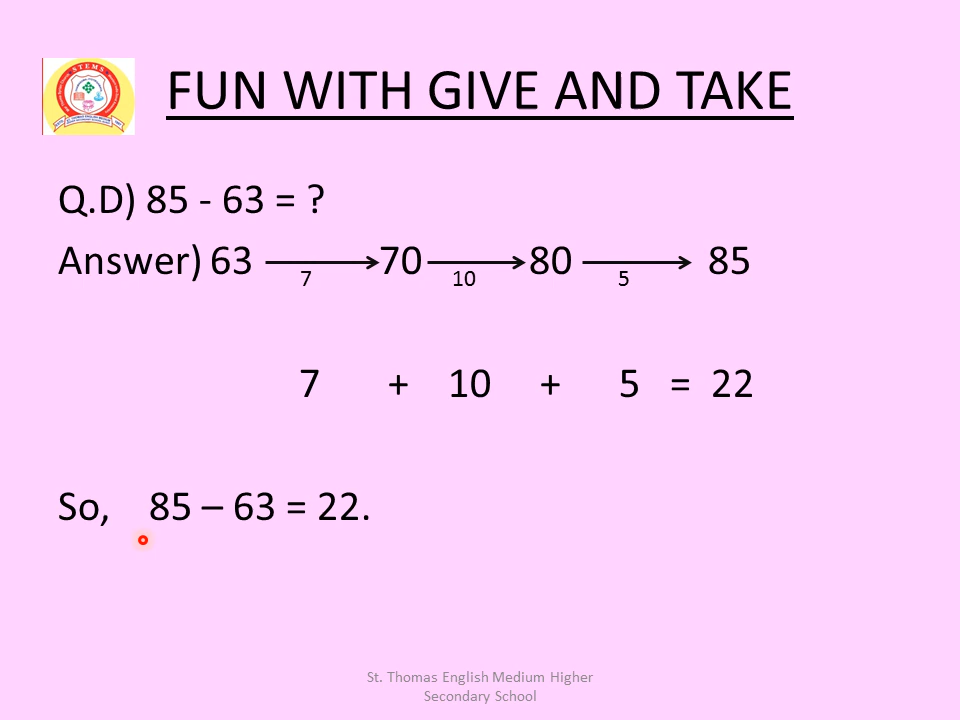 FUN WITH GIVE AND TAKE
STEMS
Q.D) 85 - 63 = ?
Answer) 63 70 80 85
7 10 5
7 + 10 + 5 = 22
So, 85 – 63 = 22.
St. Thomas English Medium Higher
Secondary School